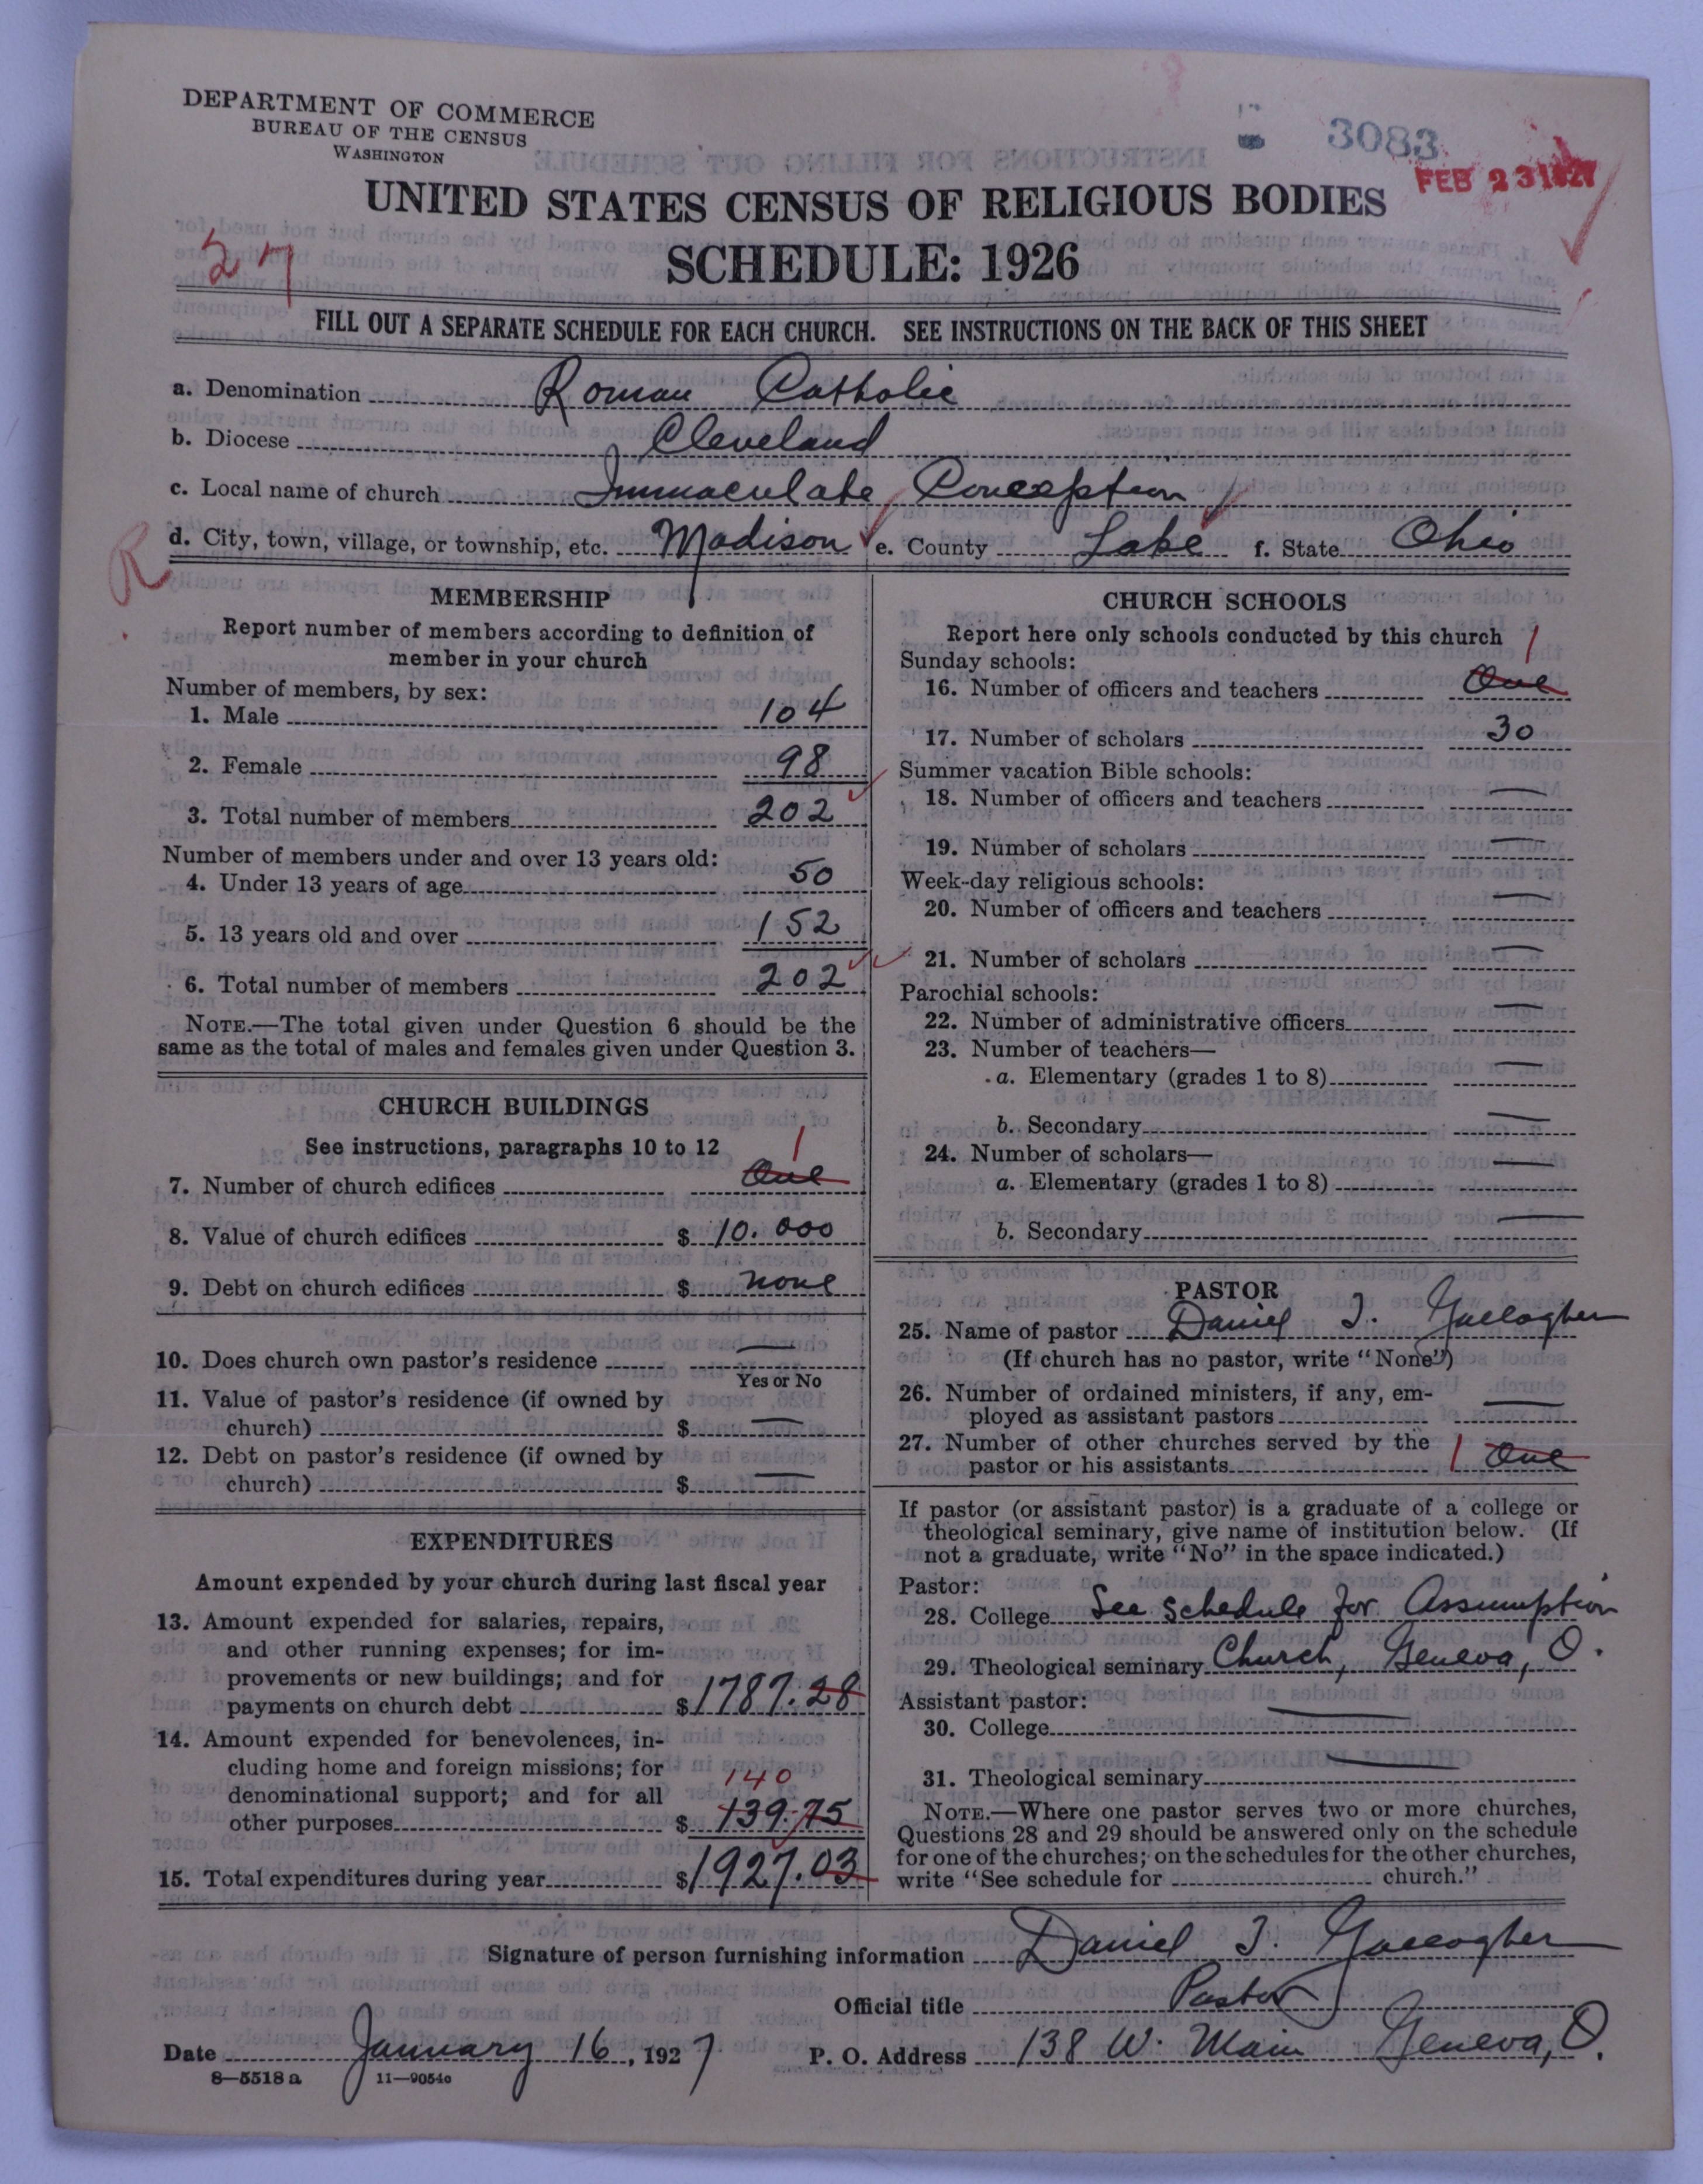 DEPARTMENT OF COMMERCE
BUREAU OF THE CENSUS
WASHINGTON
3083
FEB 23 1927
UNITED STATES CENSUS OF RELIGIOUS BODIES
SCHEDULE: 1926
27
FILL OUT A SEPARATE SCHEDULE FOR EACH CHURCH. SEE INSTRUCTIONS ON THE BACK OF THIS SHEET
a. Denomination Roman Catholic
b. Diocese Cleveland
c. Local name of church Immaculate Conception
d. City, town, village, or township, etc. Madison e. County Lake f. State Ohio
R
MEMBERSHIP
Report number of members according to definition of
member in your church
Number of members, by sex:
1. Male 104
2. Female 98
3. Total number of members 202
Number of members under and over 13 years old:
4. Under 13 years of age 50
5. 13 years old and over 152
6. Total number of members 202
NOTE.—The total given under Question 6 should be the
same as the total of males and females given under Question 3.
CHURCH BUILDINGS
See instructions, paragraphs 10 to 12
1
7. Number of church edifices One
8. Value of church edifices $ 10.000
9. Debt on church edifices $ none
10. Does church own pastor's residence —
Yes or No
11. Value of pastor's residence (if owned by
church) $ —
12. Debt on pastor's residence (if owned by
church) $ —
EXPENDITURES
Amount expended by your church during last fiscal year
13. Amount expended for salaries, repairs,
and other running expenses; for im-
provements or new buildings; and for
payments on church debt $ 1787.28
14. Amount expended for benevolences, in-
cluding home and foreign missions; for
denominational support; and for all 140
other purposes $ 139.75
15. Total expenditures during year $ 1927.03
CHURCH SCHOOLS
Report here only schools conducted by this church 1
Sunday schools:
16. Number of officers and teachers One
17. Number of scholars 30
Summer vacation Bible schools:
18. Number of officers and teachers —
19. Number of scholars —
Week-day religious schools:
20. Number of officers and teachers —
21. Number of scholars —
Parochial schools:
22. Number of administrative officers —
23. Number of teachers—
a. Elementary (grades 1 to 8) —
b. Secondary —
24. Number of scholars—
a. Elementary (grades 1 to 8) —
b. Secondary —
PASTOR
25. Name of pastor Daniel T. Gallagher
(If church has no pastor, write "None")
26. Number of ordained ministers, if any, em-
ployed as assistant pastors —
27. Number of other churches served by the
pastor or his assistants 1 One
If pastor (or assistant pastor) is a graduate of a college or
theological seminary, give name of institution below. (If
not a graduate, write "No" in the space indicated.)
Pastor:
28. College See Schedule for Assumption
29. Theological seminary Church, Geneva, O.
Assistant pastor:
30. College —
31. Theological seminary —
NOTE.—Where one pastor serves two or more churches,
Questions 28 and 29 should be answered only on the schedule
for one of the churches; on the schedules for the other churches,
write "See schedule for church."
Signature of person furnishing information Daniel T. Gallagher
Official title Pastor
Date January 16, 1927 P. O. Address 138 W. Main Geneva, O.
8—5518 a 11—9054c